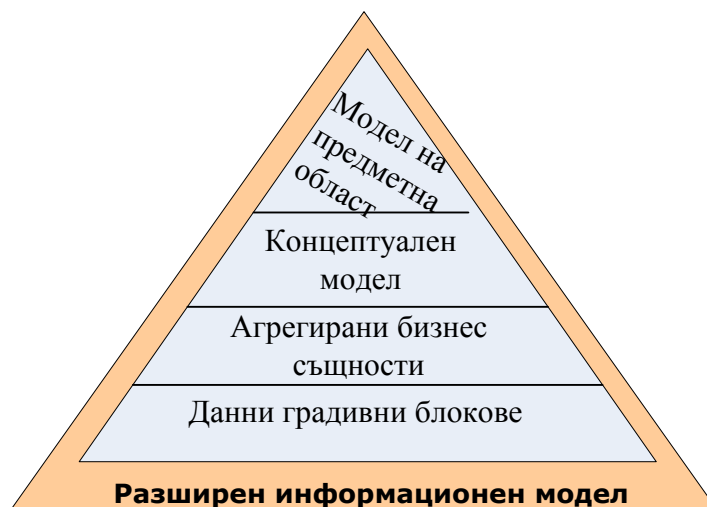 Модел на
предметна
област
Концептуален
модел
Агрегирани бизнес
същности
Данни градивни блокове
Разширен информационен модел